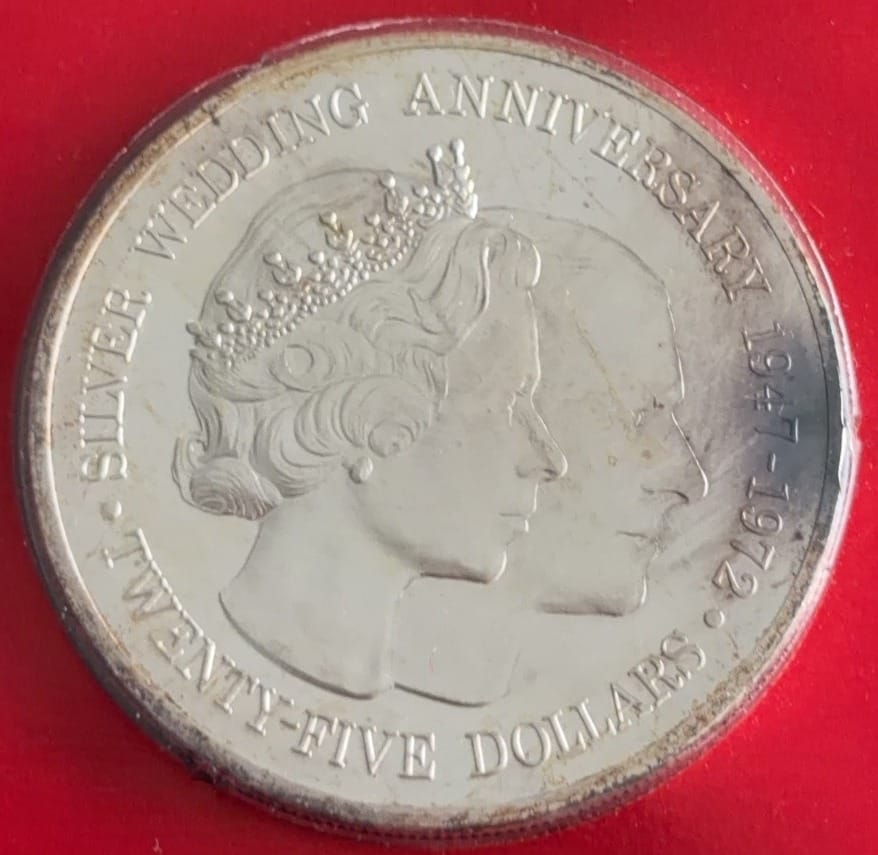 · SILVER WEDDING ANNIVERSARY 1947-1972 ·
TWENTY-FIVE DOLLARS